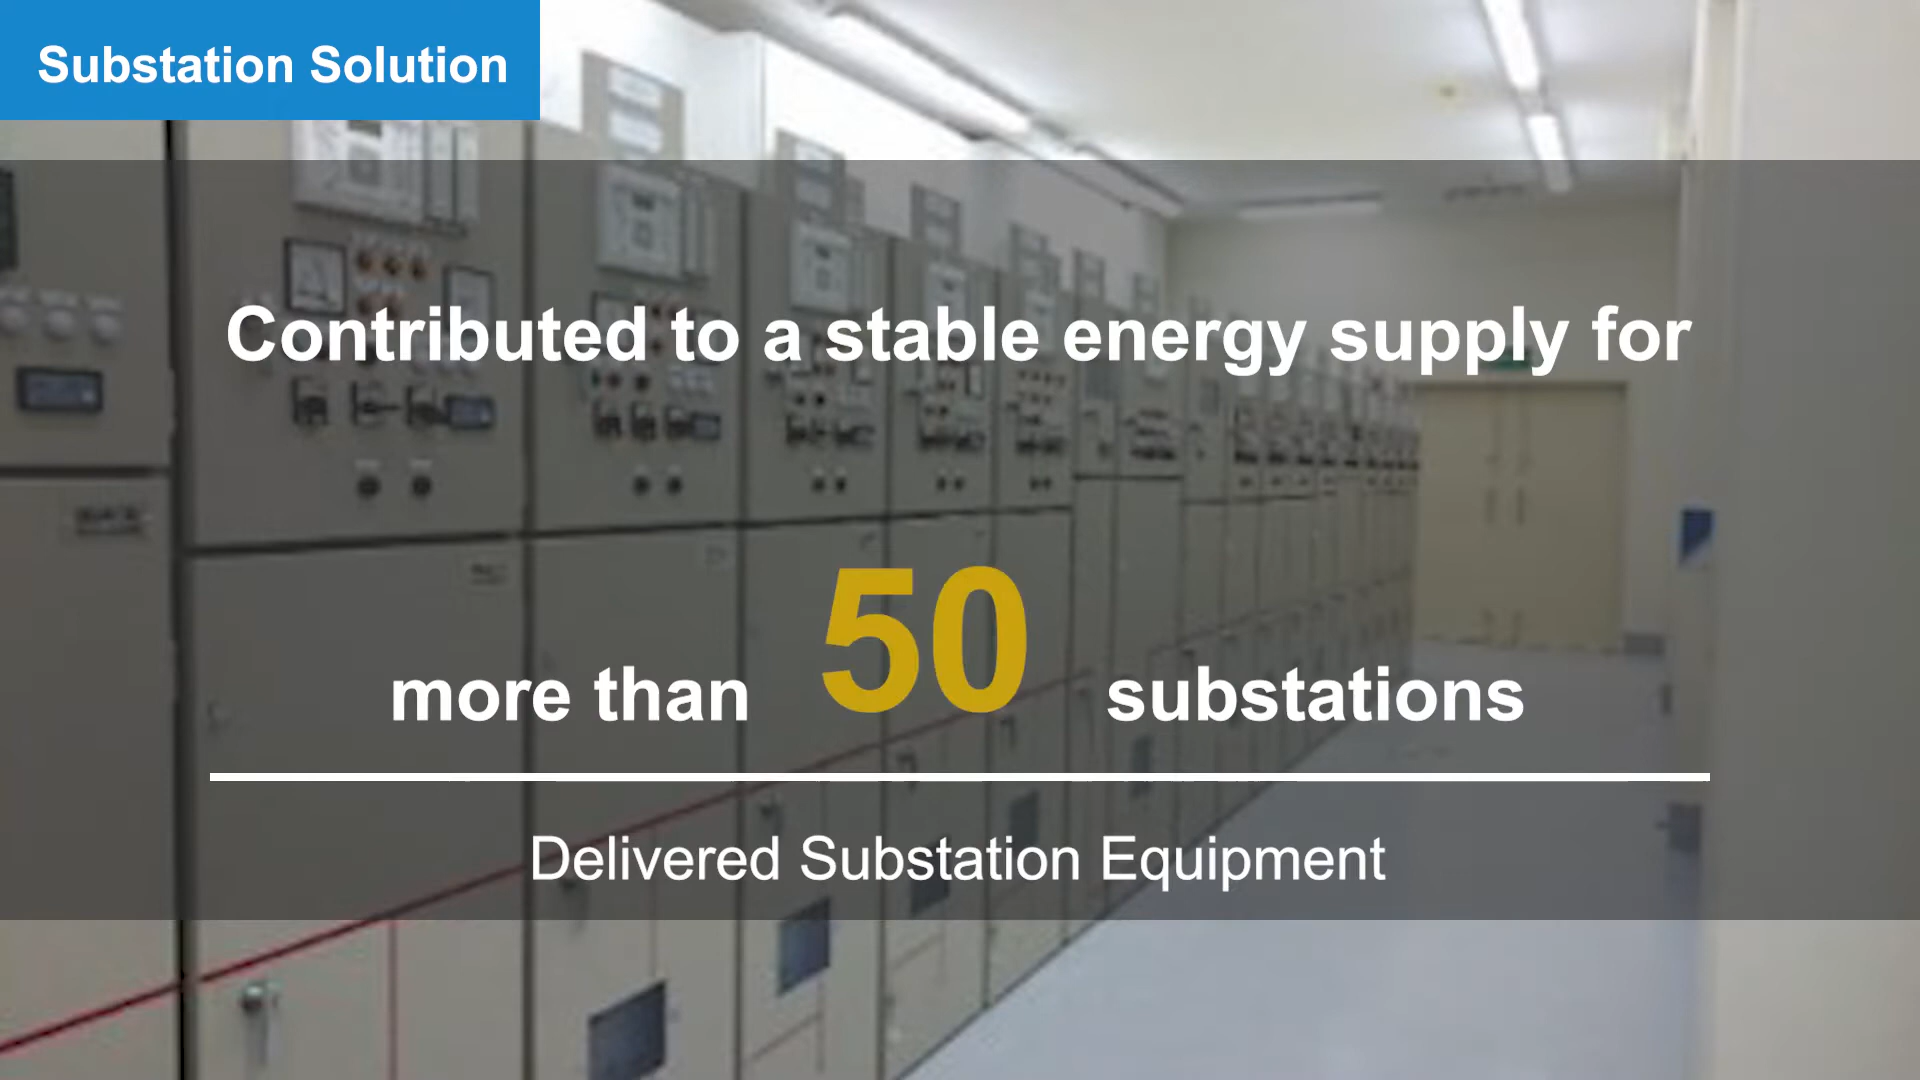 Substation Solution
Contributed to a stable energy supply for
more than 50 substations
Delivered Substation Equipment